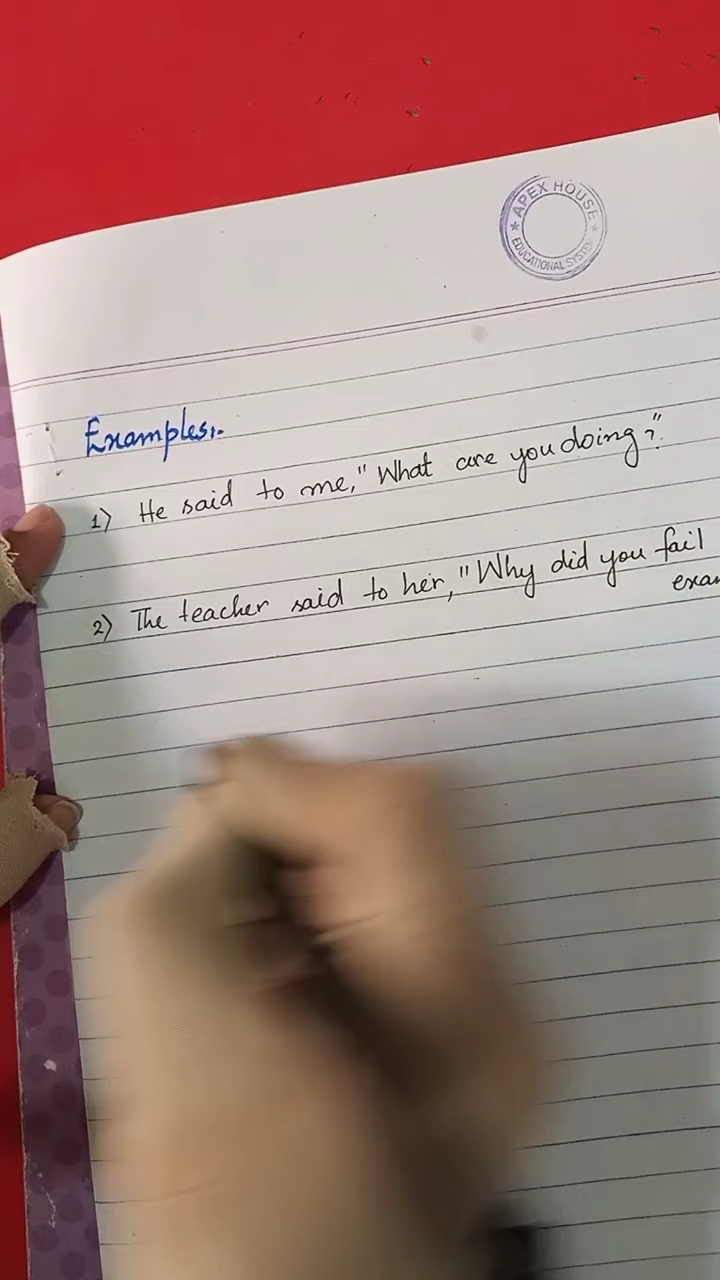 ★ APEX HOUSE ★
EDUCATIONAL SYSTEM
Examples:-
1) He said to me, "What are you doing?"
2) The teacher said to her, "Why did you fail